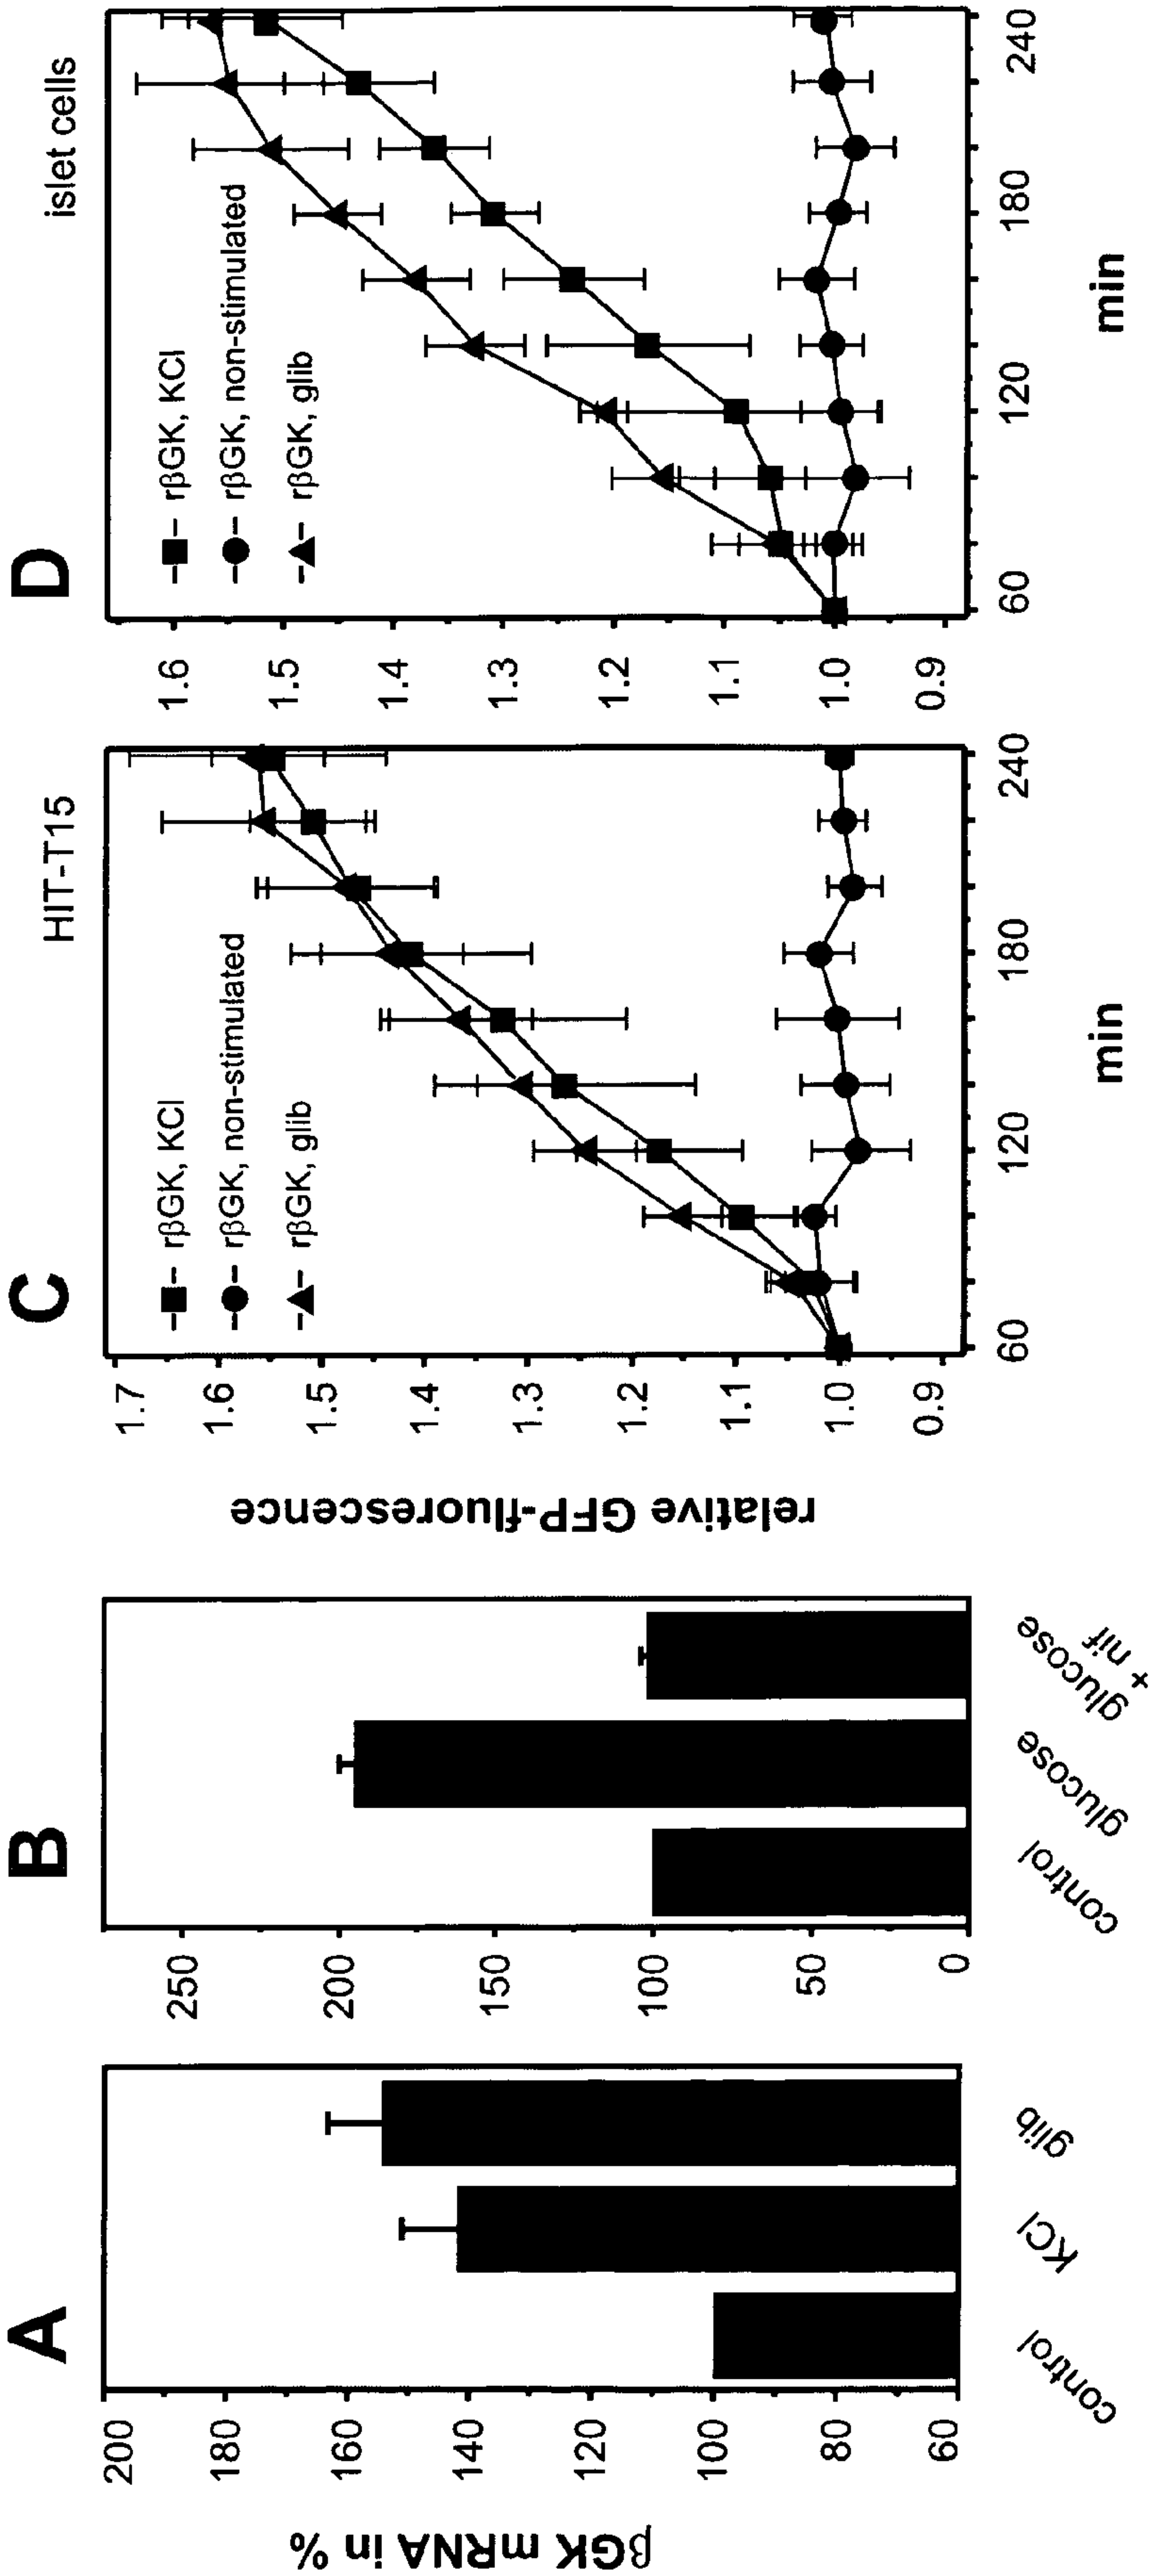 A
βGK mRNA in %
200
180
160
140
120
100
80
60
control
KCl
glib
B
250
200
150
100
50
0
control
glucose
glucose
+ nif
C
HIT-T15
relative GFP-fluorescence
1.7
1.6
1.5
1.4
1.3
1.2
1.1
1.0
0.9
rβGK, KCl
rβGK, non-stimulated
rβGK, glib
60
120
180
240
min
D
islet cells
1.6
1.5
1.4
1.3
1.2
1.1
1.0
0.9
rβGK, KCl
rβGK, non-stimulated
rβGK, glib
60
120
180
240
min